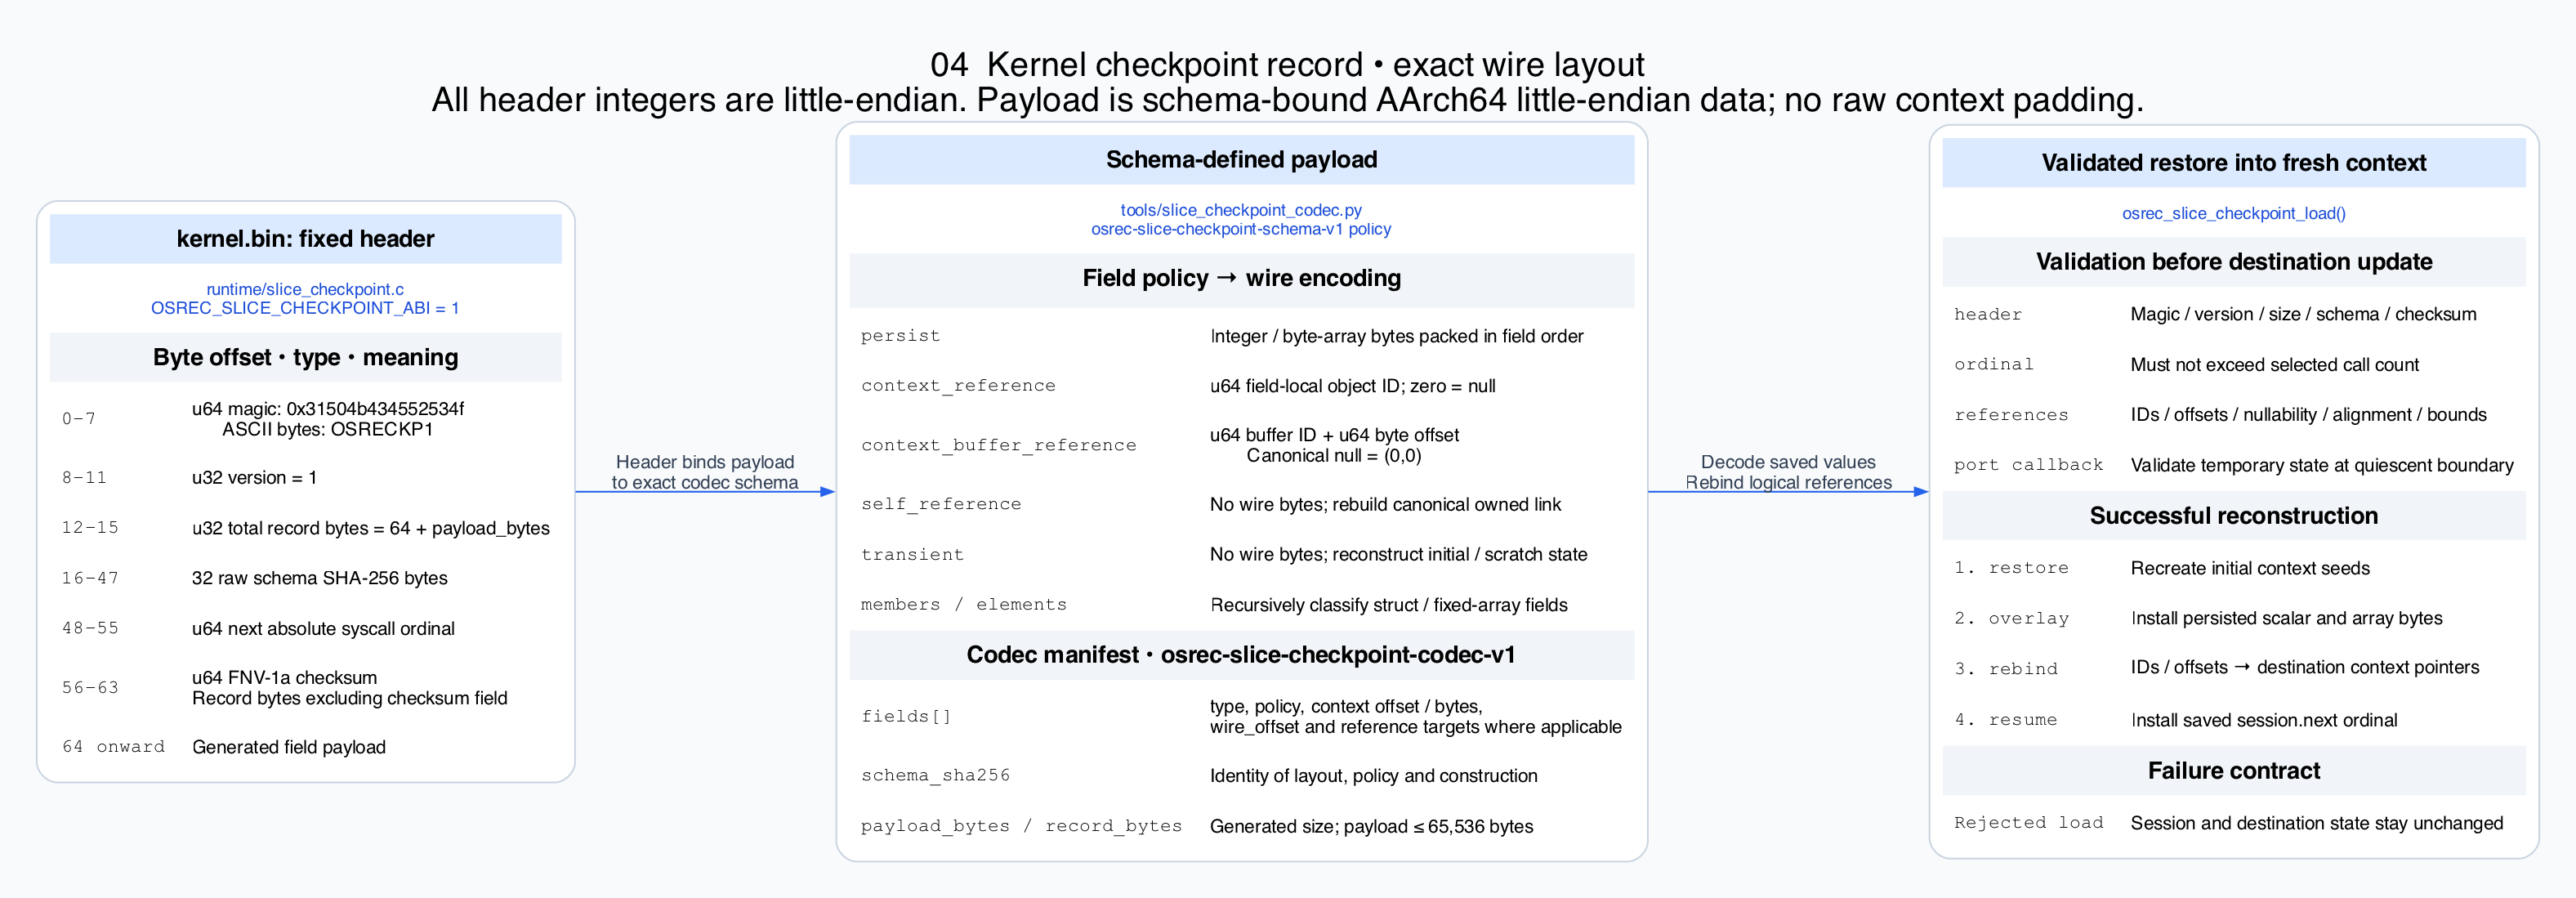 04  Kernel checkpoint record • exact wire layout
All header integers are little-endian. Payload is schema-bound AArch64 little-endian data; no raw context padding.
kernel.bin: fixed header
runtime/slice_checkpoint.c
OSREC_SLICE_CHECKPOINT_ABI = 1
Byte offset • type • meaning
0-7 u64 magic: 0x31504b434552534f
ASCII bytes: OSRECKP1
8-11 u32 version = 1
12-15 u32 total record bytes = 64 + payload_bytes
16-47 32 raw schema SHA-256 bytes
48-55 u64 next absolute syscall ordinal
56-63 u64 FNV-1a checksum
Record bytes excluding checksum field
64 onward Generated field payload
Header binds payload
to exact codec schema
Schema-defined payload
tools/slice_checkpoint_codec.py
osrec-slice-checkpoint-schema-v1 policy
Field policy → wire encoding
persist Integer / byte-array bytes packed in field order
context_reference u64 field-local object ID; zero = null
context_buffer_reference u64 buffer ID + u64 byte offset
Canonical null = (0,0)
self_reference No wire bytes; rebuild canonical owned link
transient No wire bytes; reconstruct initial / scratch state
members / elements Recursively classify struct / fixed-array fields
Codec manifest • osrec-slice-checkpoint-codec-v1
fields[] type, policy, context offset / bytes,
wire_offset and reference targets where applicable
schema_sha256 Identity of layout, policy and construction
payload_bytes / record_bytes Generated size; payload ≤ 65,536 bytes
Decode saved values
Rebind logical references
Validated restore into fresh context
osrec_slice_checkpoint_load()
Validation before destination update
header Magic / version / size / schema / checksum
ordinal Must not exceed selected call count
references IDs / offsets / nullability / alignment / bounds
port callback Validate temporary state at quiescent boundary
Successful reconstruction
1. restore Recreate initial context seeds
2. overlay Install persisted scalar and array bytes
3. rebind IDs / offsets → destination context pointers
4. resume Install saved session.next ordinal
Failure contract
Rejected load Session and destination state stay unchanged